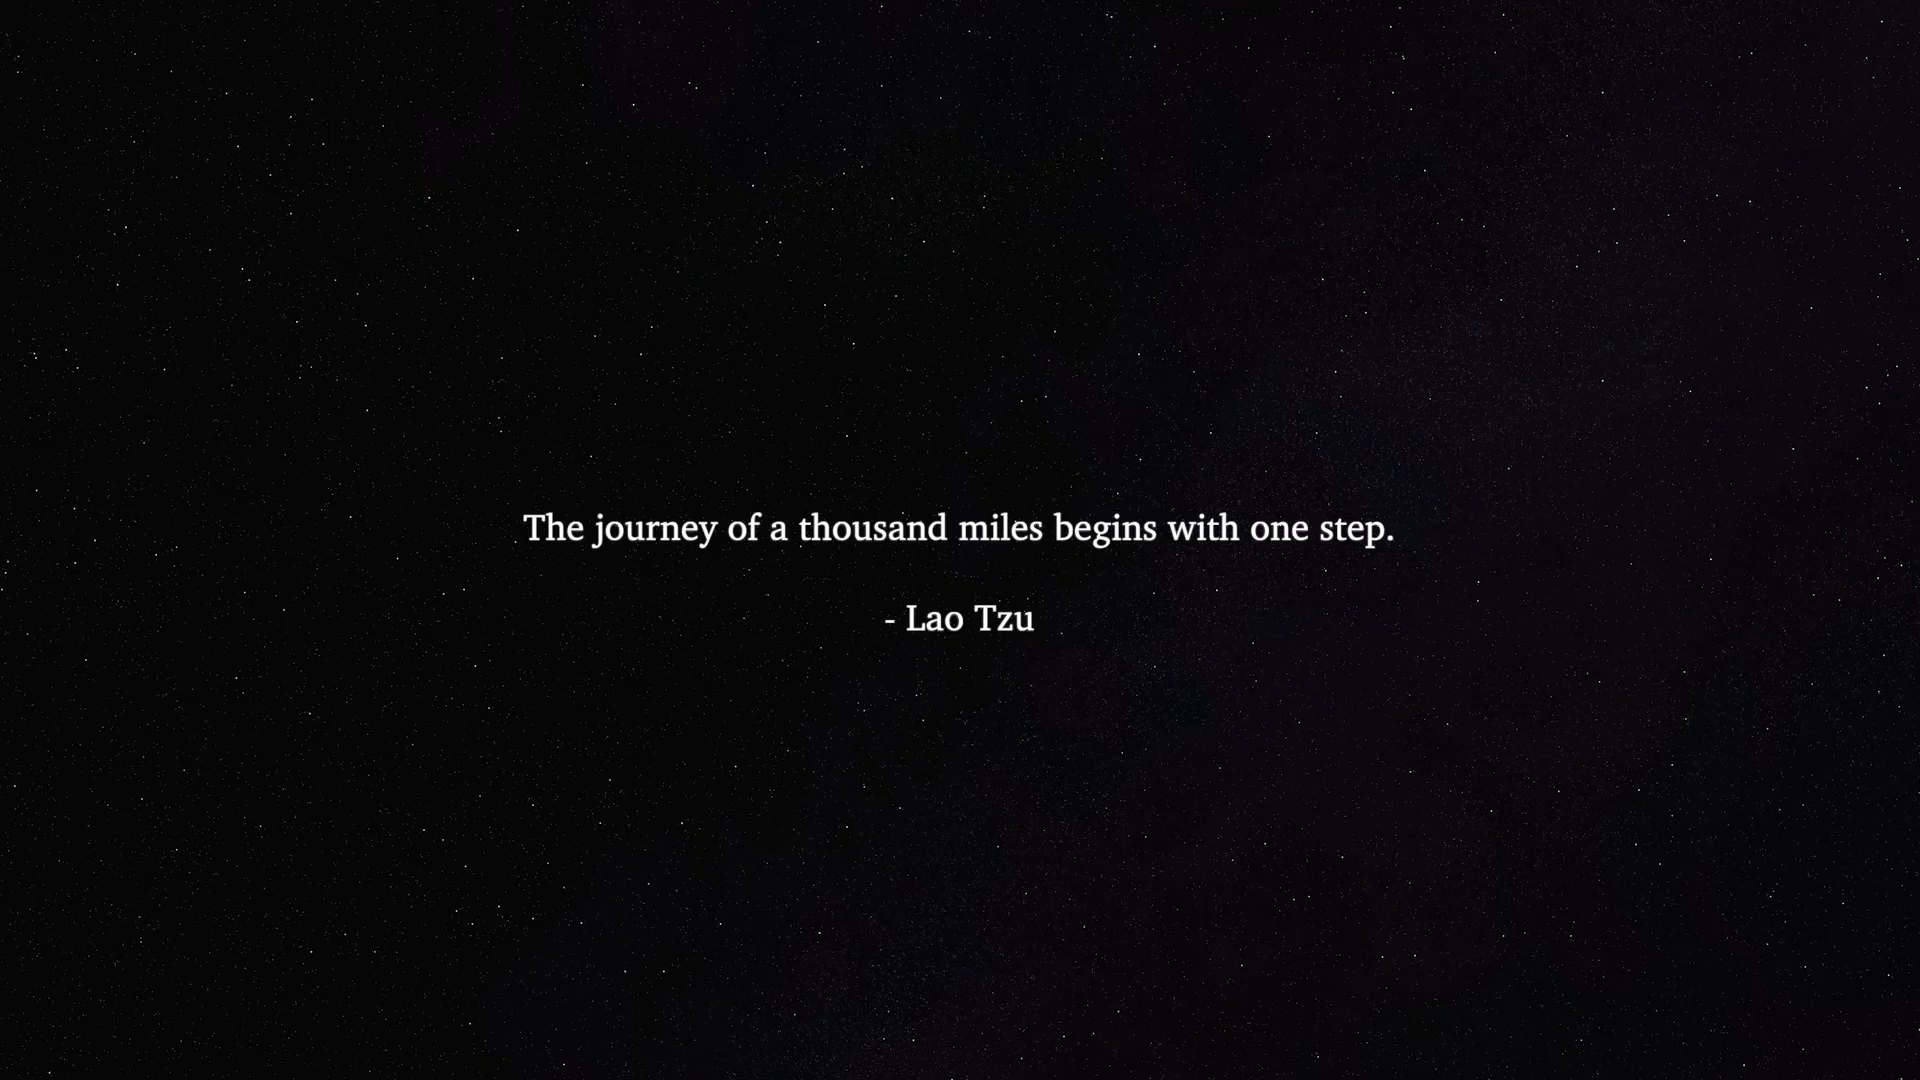 The journey of a thousand miles begins with one step.
- Lao Tzu